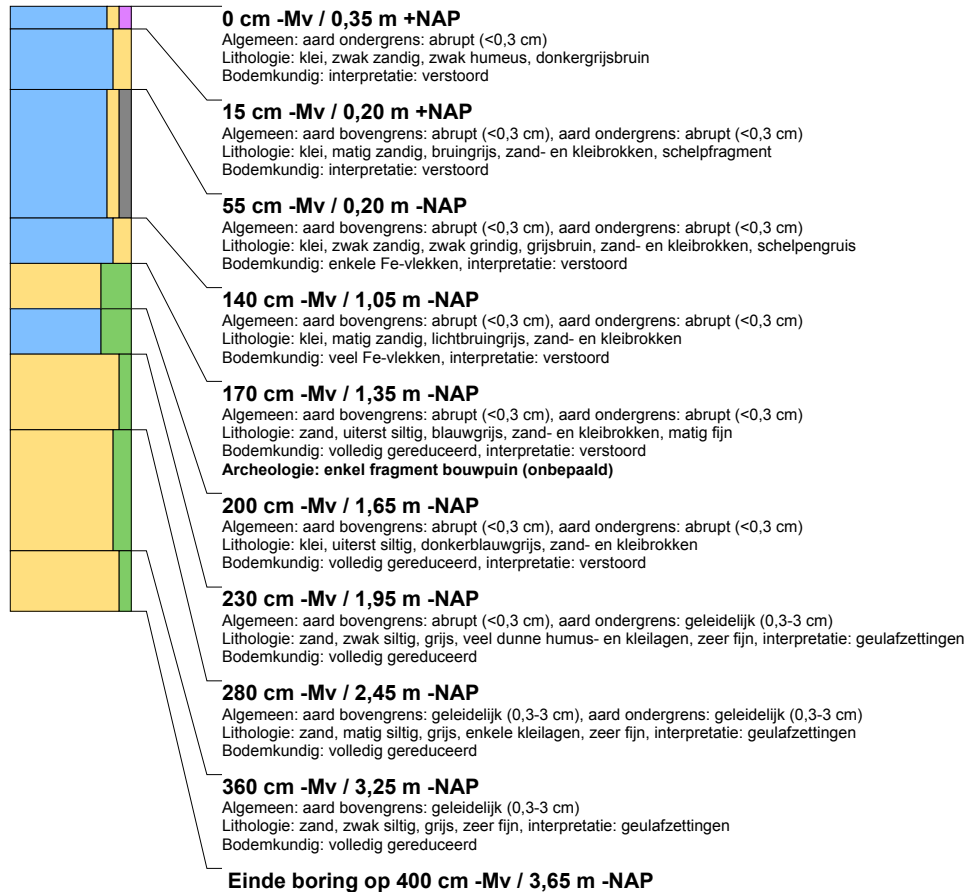 0 cm -Mv / 0,35 m +NAP
Algemeen: aard ondergrens: abrupt (<0,3 cm)
Lithologie: klei, zwak zandig, zwak humeus, donkergrijsbruin
Bodemkundig: interpretatie: verstoord
15 cm -Mv / 0,20 m +NAP
Algemeen: aard bovengrens: abrupt (<0,3 cm), aard ondergrens: abrupt (<0,3 cm)
Lithologie: klei, matig zandig, bruingrijs, zand- en kleibrokken, schelpfragment
Bodemkundig: interpretatie: verstoord
55 cm -Mv / 0,20 m -NAP
Algemeen: aard bovengrens: abrupt (<0,3 cm), aard ondergrens: abrupt (<0,3 cm)
Lithologie: klei, zwak zandig, zwak grindig, grijsbruin, zand- en kleibrokken, schelpengruis
Bodemkundig: enkele Fe-vlekken, interpretatie: verstoord
140 cm -Mv / 1,05 m -NAP
Algemeen: aard bovengrens: abrupt (<0,3 cm), aard ondergrens: abrupt (<0,3 cm)
Lithologie: klei, matig zandig, lichtbruingrijs, zand- en kleibrokken
Bodemkundig: veel Fe-vlekken, interpretatie: verstoord
170 cm -Mv / 1,35 m -NAP
Algemeen: aard bovengrens: abrupt (<0,3 cm), aard ondergrens: abrupt (<0,3 cm)
Lithologie: zand, uiterst siltig, blauwgrijs, zand- en kleibrokken, matig fijn
Bodemkundig: volledig gereduceerd, interpretatie: verstoord
Archeologie: enkel fragment bouwpuin (onbepaald)
200 cm -Mv / 1,65 m -NAP
Algemeen: aard bovengrens: abrupt (<0,3 cm), aard ondergrens: abrupt (<0,3 cm)
Lithologie: klei, uiterst siltig, donkerblauwgrijs, zand- en kleibrokken
Bodemkundig: volledig gereduceerd, interpretatie: verstoord
230 cm -Mv / 1,95 m -NAP
Algemeen: aard bovengrens: abrupt (<0,3 cm), aard ondergrens: geleidelijk (0,3-3 cm)
Lithologie: zand, zwak siltig, grijs, veel dunne humus- en kleilagen, zeer fijn, interpretatie: geulafzettingen
Bodemkundig: volledig gereduceerd
280 cm -Mv / 2,45 m -NAP
Algemeen: aard bovengrens: geleidelijk (0,3-3 cm), aard ondergrens: geleidelijk (0,3-3 cm)
Lithologie: zand, matig siltig, grijs, enkele kleilagen, zeer fijn, interpretatie: geulafzettingen
Bodemkundig: volledig gereduceerd
360 cm -Mv / 3,25 m -NAP
Algemeen: aard bovengrens: geleidelijk (0,3-3 cm)
Lithologie: zand, zwak siltig, grijs, zeer fijn, interpretatie: geulafzettingen
Bodemkundig: volledig gereduceerd
Einde boring op 400 cm -Mv / 3,65 m -NAP